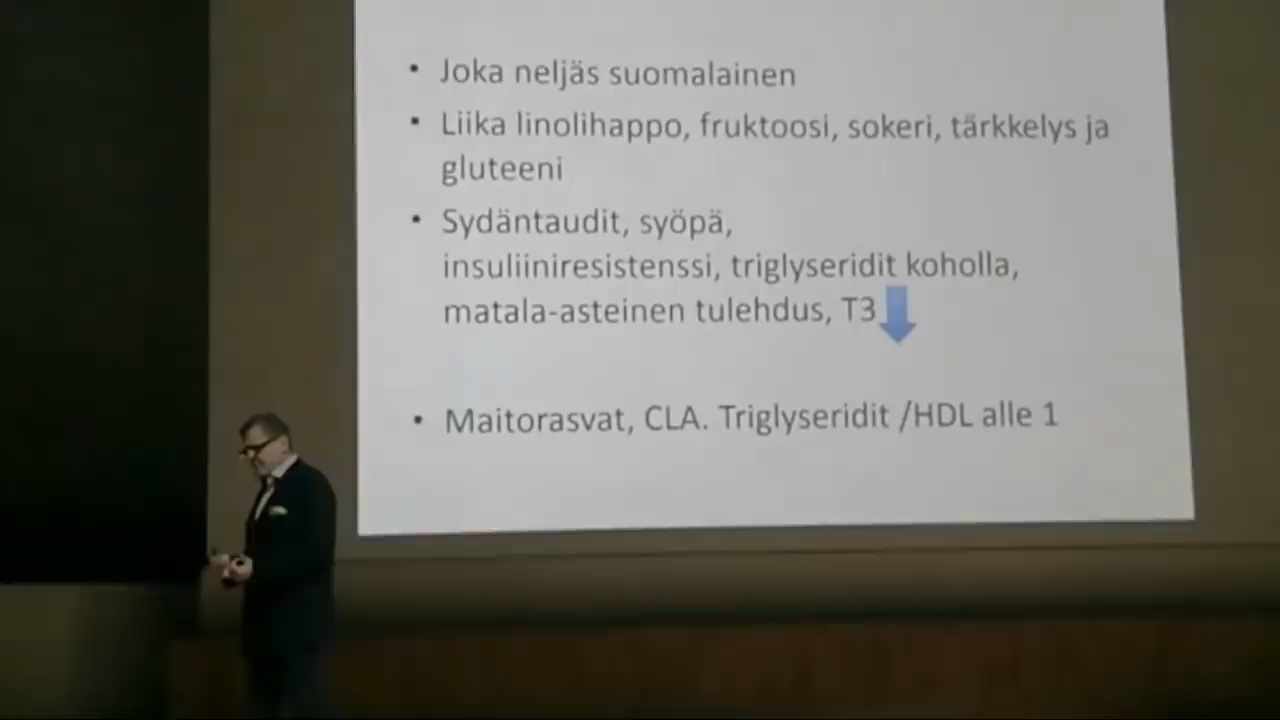 • Joka neljäs suomalainen
• Liika linolihappo, fruktoosi, sokeri, tärkkelys ja
gluteeni
• Sydäntaudit, syöpä,
insuliiniresistenssi, triglyseridit koholla,
matala-asteinen tulehdus, T3
• Maitorasvat, CLA. Triglyseridit /HDL alle 1